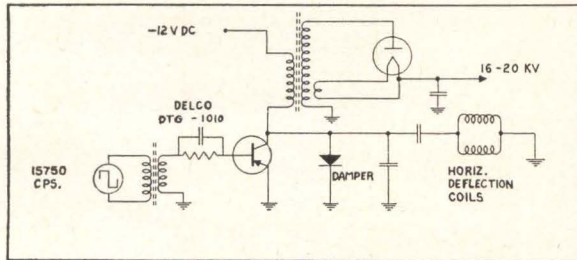 -12 V DC
16-20 KV
DELCO
DTG -1010
15750
CPS.
DAMPER
HORIZ.
DEFLECTION
COILS